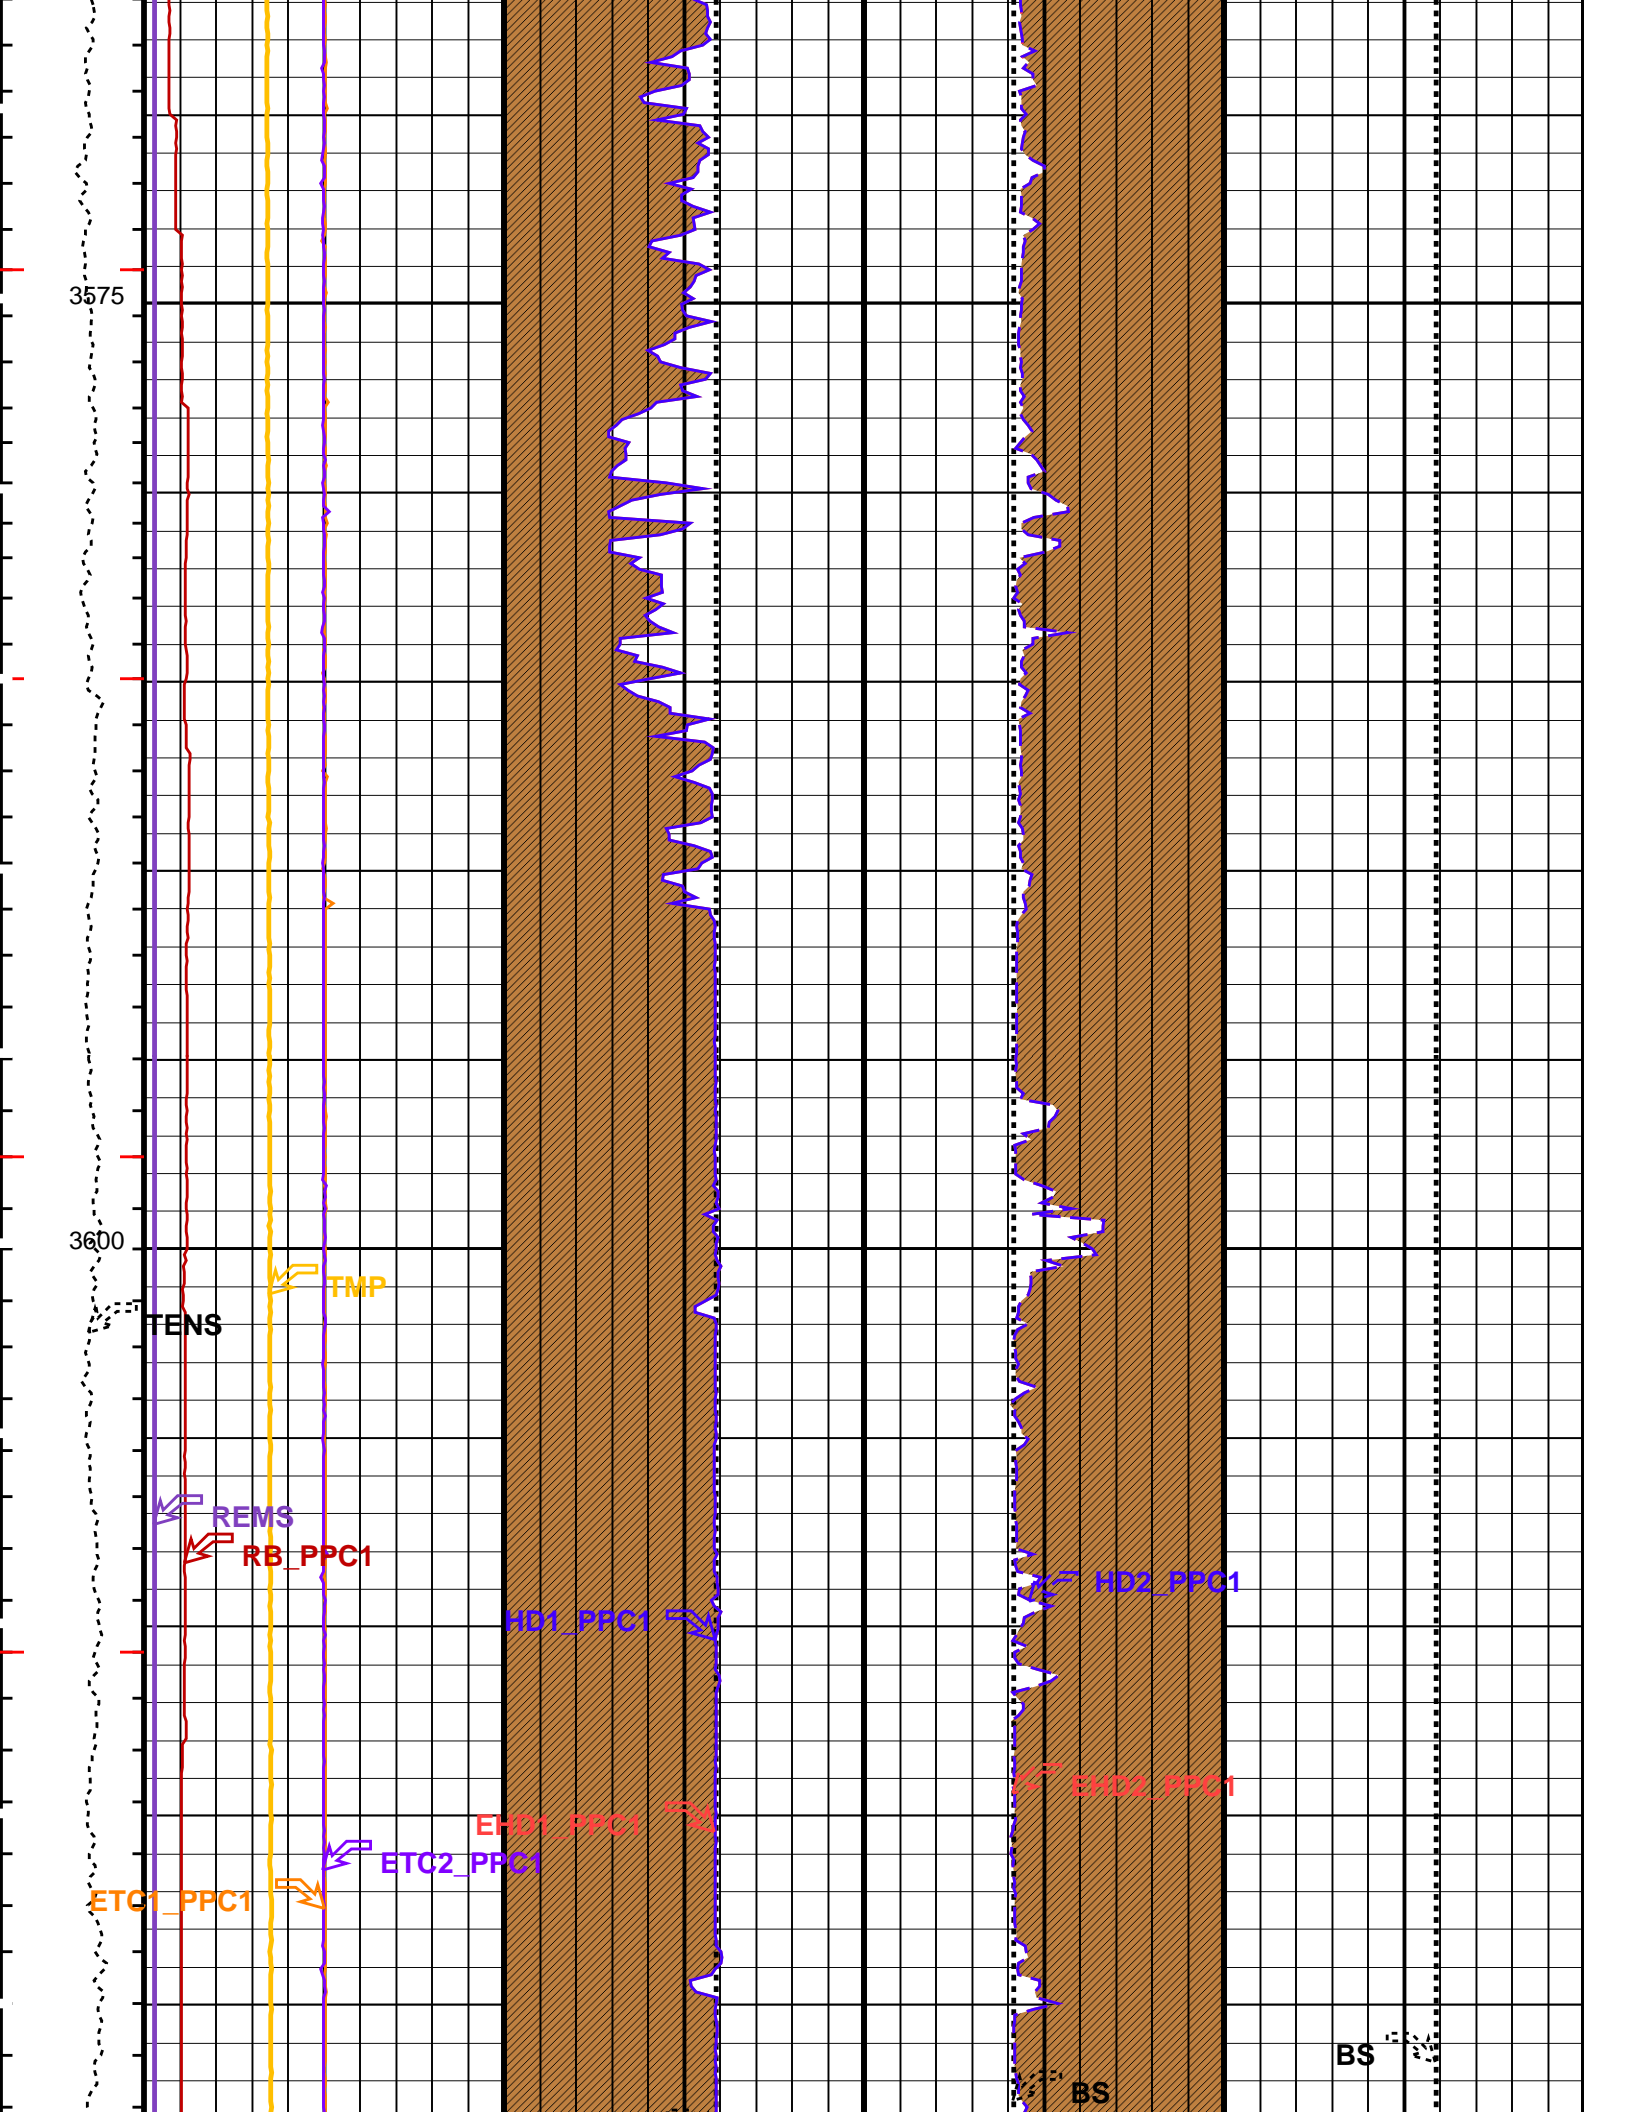 3575
3600
TMP
TENS
REMS
RB_PPC1
HD2_PPC1
HD1_PPC1
EHD2_PPC1
EHD1_PPC1
ETC2_PPC1
ETC1_PPC1
BS
BS